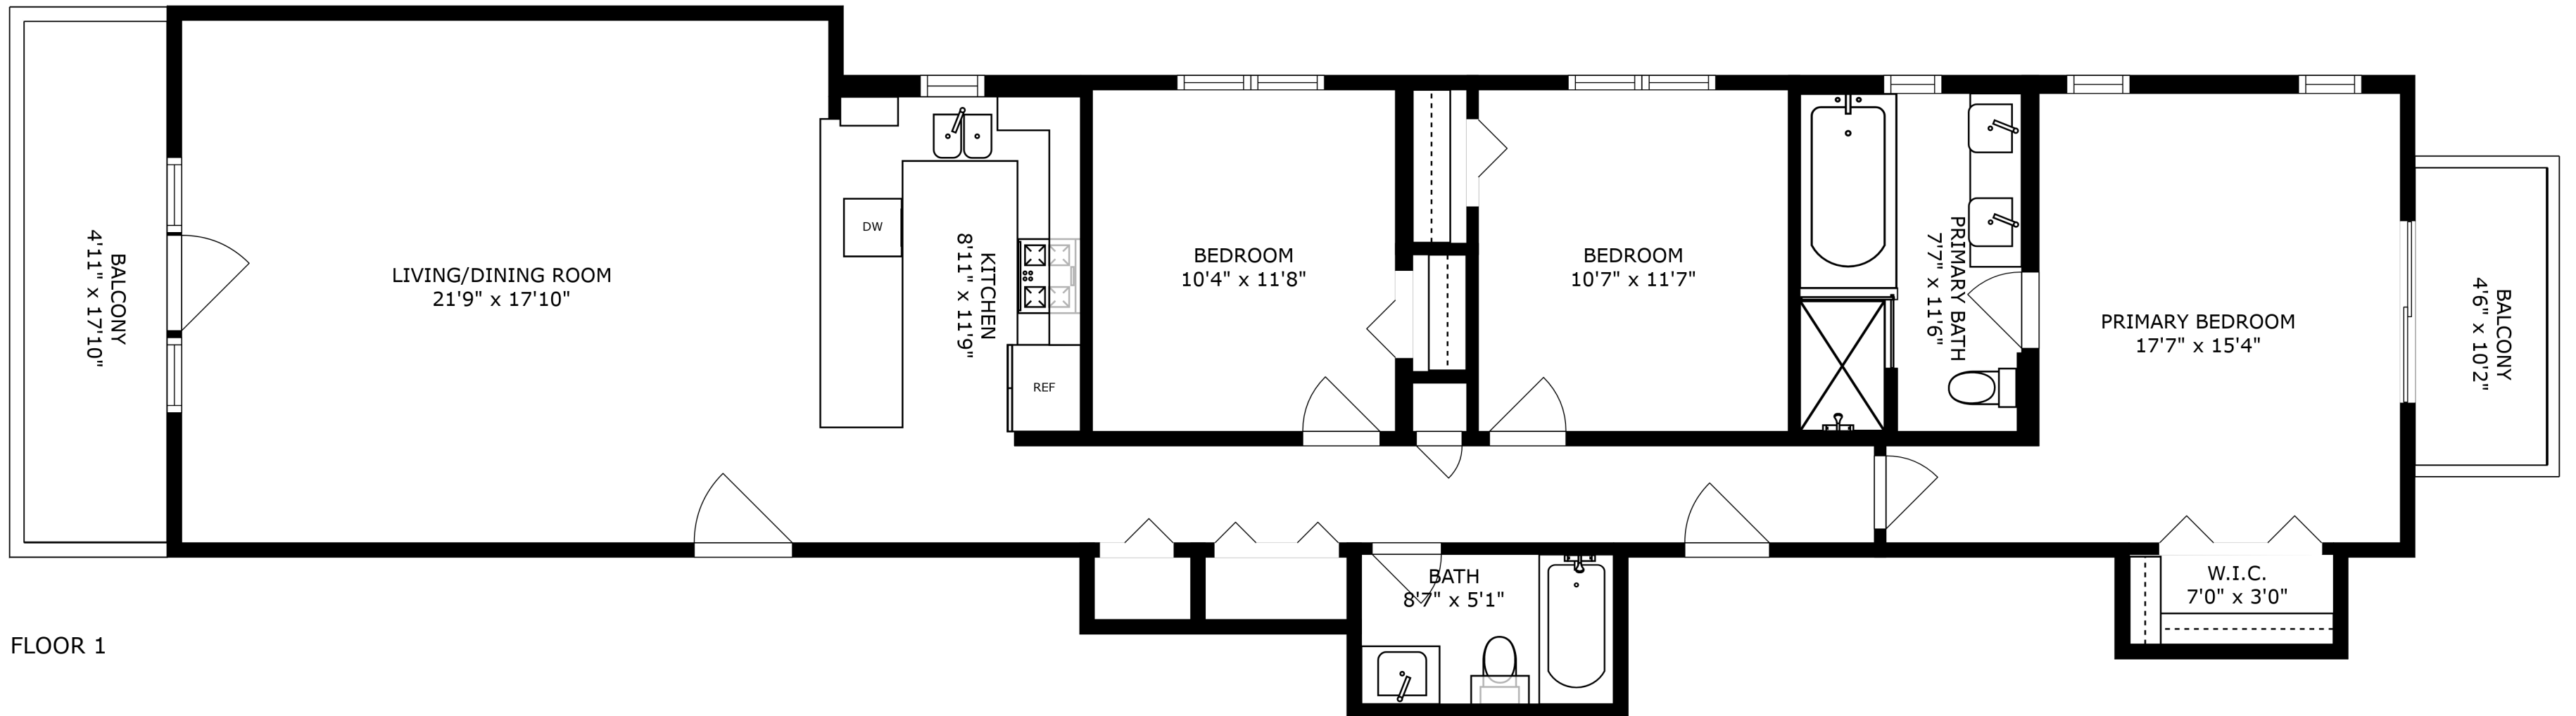 BALCONY
4'11" x 17'10"
LIVING/DINING ROOM
21'9" x 17'10"
DW
KITCHEN
8'11" x 11'9"
REF
BEDROOM
10'4" x 11'8"
BEDROOM
10'7" x 11'7"
PRIMARY BATH
7'7" x 11'6"
PRIMARY BEDROOM
17'7" x 15'4"
BALCONY
4'6" x 10'2"
BATH
8'7" x 5'1"
W.I.C.
7'0" x 3'0"
FLOOR 1